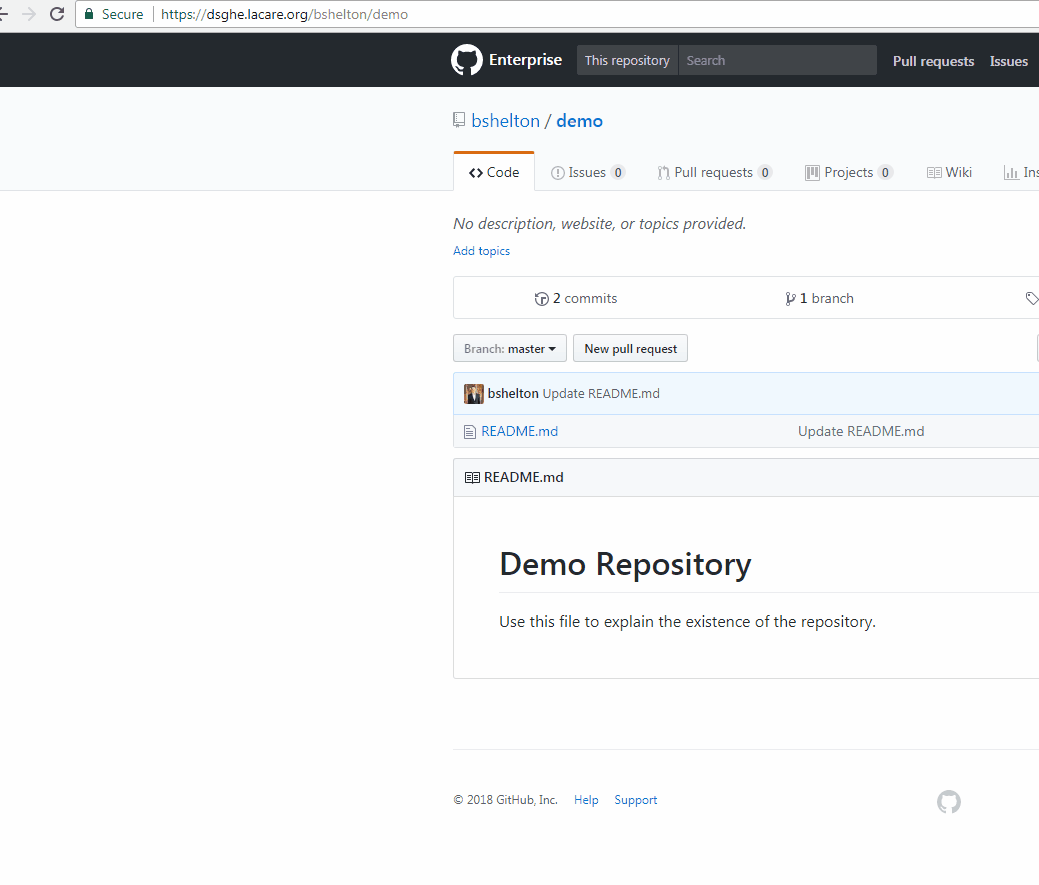 Secure https://dsghe.lacare.org/bshelton/demo
Enterprise This repository Search Pull requests Issues
bshelton / demo
Code Issues 0 Pull requests 0 Projects 0 Wiki Ins
No description, website, or topics provided.
Add topics
2 commits 1 branch
Branch: master New pull request
bshelton Update README.md
README.md Update README.md
README.md
Demo Repository
Use this file to explain the existence of the repository.
© 2018 GitHub, Inc. Help Support